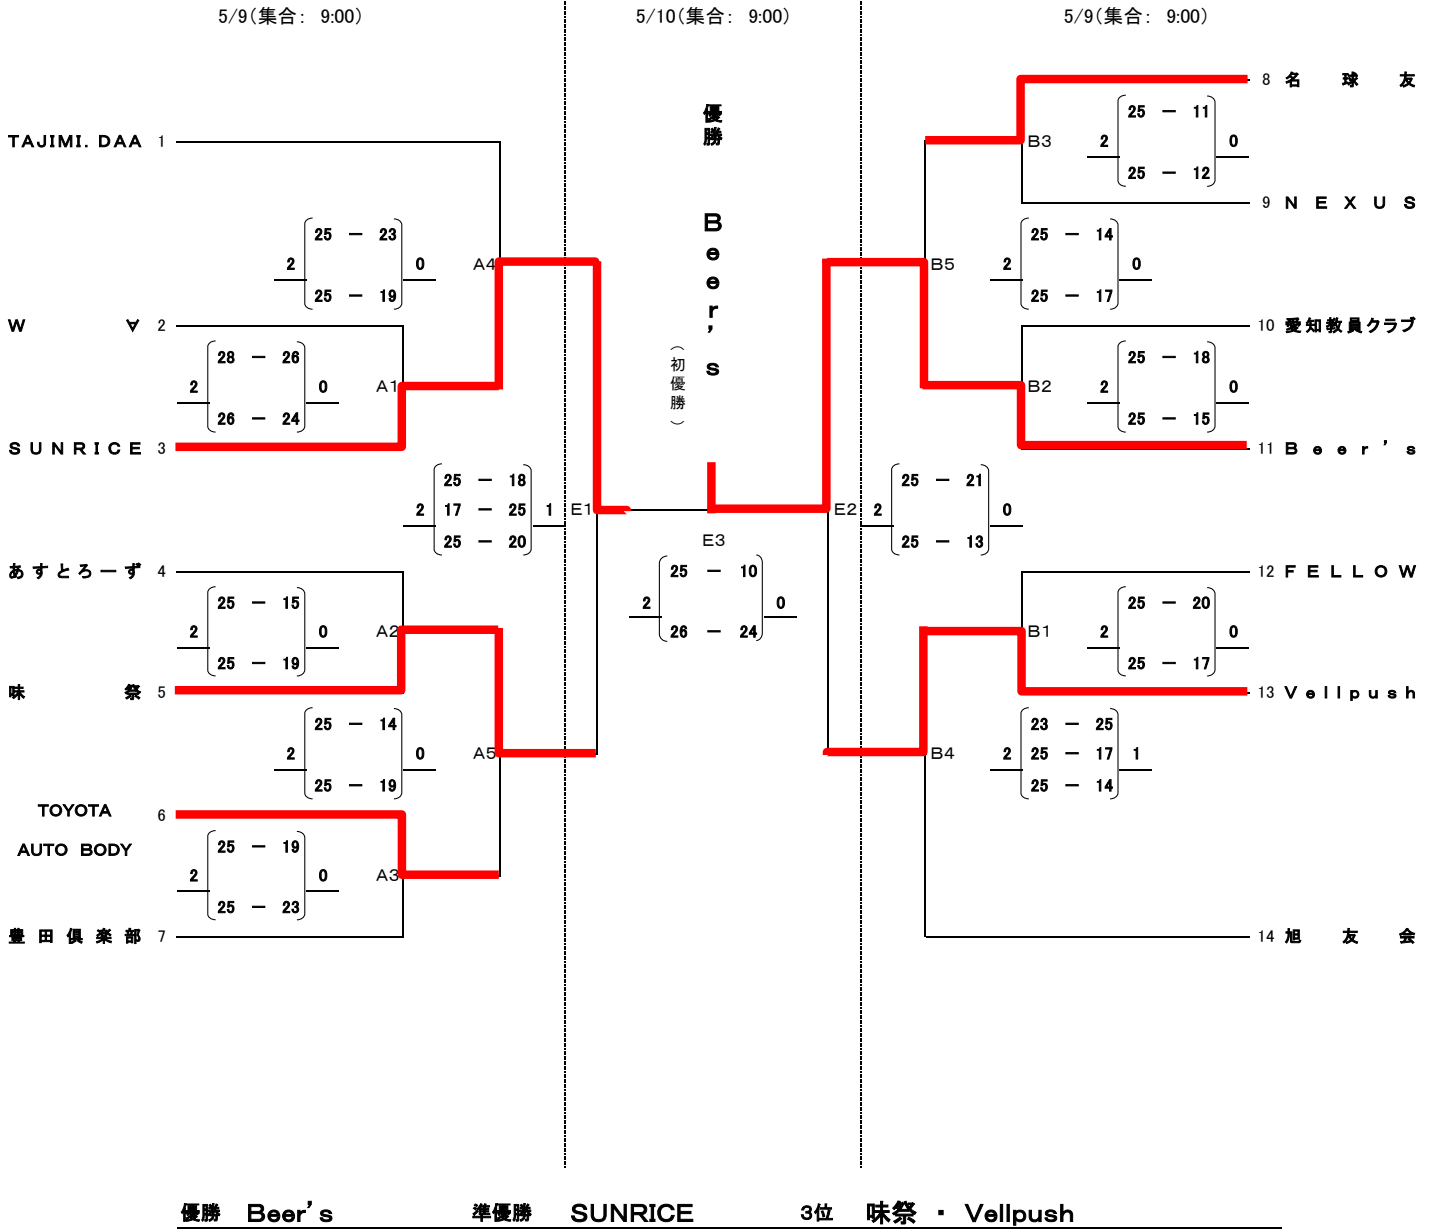 5/9(集合: 9:00)
5/10(集合: 9:00)
5/9(集合: 9:00)
優勝 Beer's
(初優勝)
TAJIMI. DAA 1
25 － 23
2 0 A4
25 － 19
W ∀ 2
28 － 26
2 0 A1
26 － 24
SUNRICE 3
25 － 18
2 17 － 25 1 E1
25 － 20
あすとろーず 4
25 － 15
2 0 A2
25 － 19
味祭 5
25 － 14
2 0 A5
25 － 19
TOYOTA
6
AUTO BODY
25 － 19
2 0 A3
25 － 23
豊田倶楽部 7
E3
25 － 10
2 0
26 － 24
8 名球友
25 － 11
B3 2 0
25 － 12
9 NEXUS
25 － 14
B5 2 0
25 － 17
10 愛知教員クラブ
25 － 18
B2 2 0
25 － 15
11 Beer's
25 － 21
E2 2 0
25 － 13
12 FELLOW
25 － 20
B1 2 0
25 － 17
13 Vellpush
23 － 25
B4 2 25 － 17 1
25 － 14
14 旭友会
優勝 Beer's 準優勝 SUNRICE 3位 味祭 ・ Vellpush